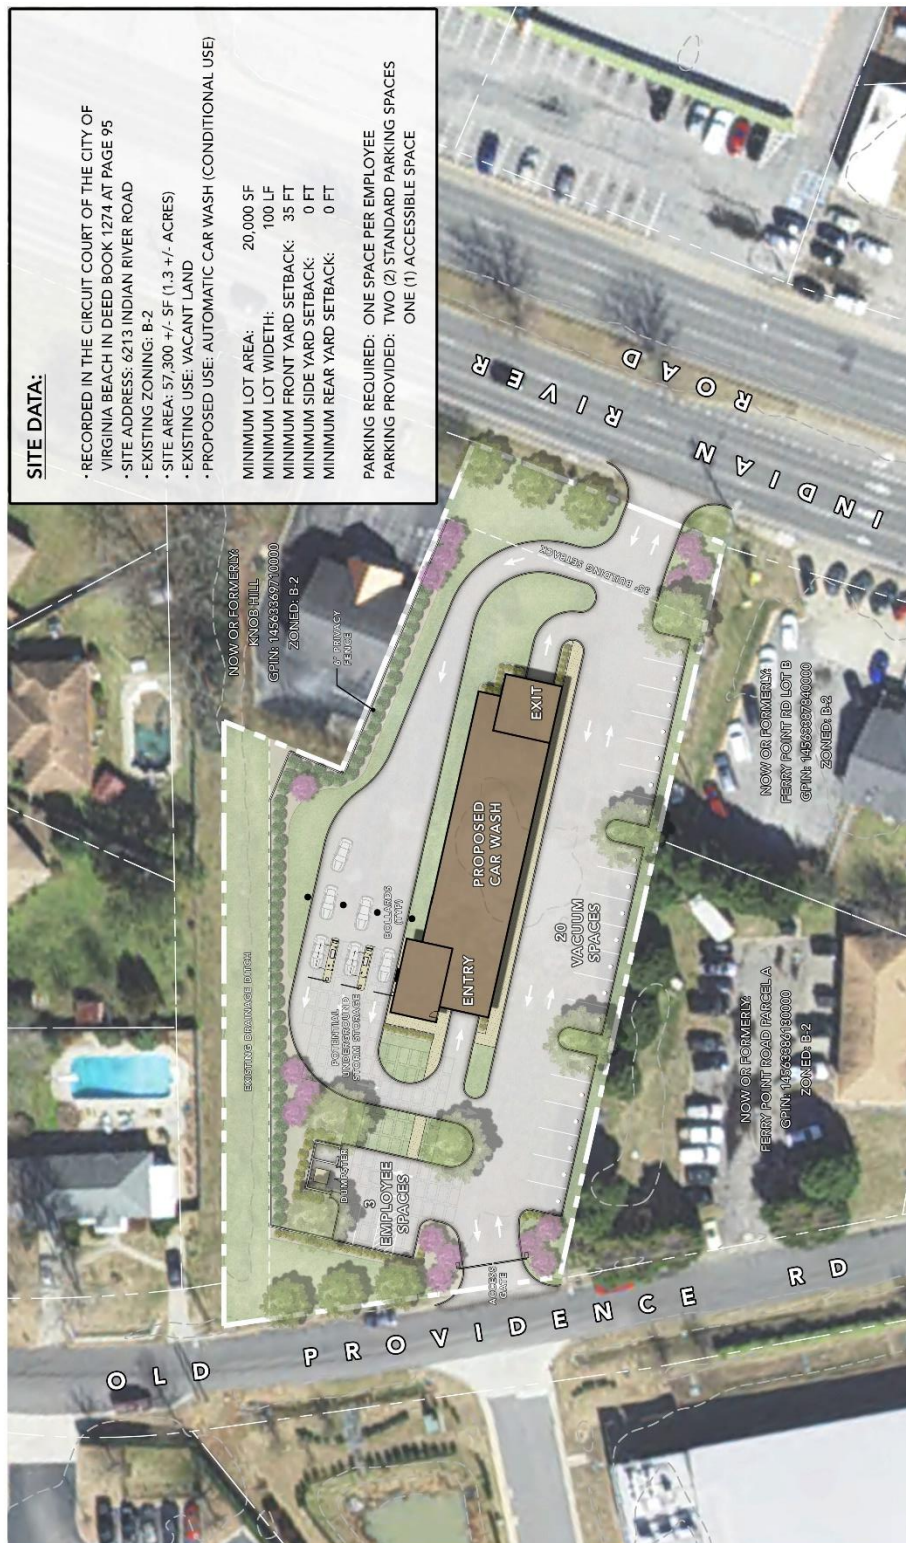 SITE DATA:
• RECORDED IN THE CIRCUIT COURT OF THE CITY OF
VIRGINIA BEACH IN DEED BOOK 1274 AT PAGE 95
• SITE ADDRESS: 6213 INDIAN RIVER ROAD
• EXISTING ZONING: B-2
• SITE AREA: 57,300 +/- SF (1.3 +/- ACRES)
• EXISTING USE: VACANT LAND
• PROPOSED USE: AUTOMATIC CAR WASH (CONDITIONAL USE)
MINIMUM LOT AREA: 20,000 SF
MINIMUM LOT WIDETH: 100 LF
MINIMUM FRONT YARD SETBACK: 35 FT
MINIMUM SIDE YARD SETBACK: 0 FT
MINIMUM REAR YARD SETBACK: 0 FT
PARKING REQUIRED: ONE SPACE PER EMPLOYEE
PARKING PROVIDED: TWO (2) STANDARD PARKING SPACES
ONE (1) ACCESSIBLE SPACE
NOW OR FORMERLY:
KNOB HILL
GPIN: 14563369710000
ZONED: B-2
6' PRIVACY
FENCE
EXISTING DRAINAGE DITCH
35' BUILDING SETBACK
BOLLARDS
(TYP)
POTENTIAL
UNDERGROUND
STORM STORAGE
ENTRY
PROPOSED
CAR WASH
EXIT
DUMPSTER
3
EMPLOYEE
SPACES
20
VACUUM
SPACES
ACCESS
GATE
INDIAN RIVER
ROAD
OLD PROVIDENCE RD
NOW OR FORMERLY:
FERRY POINT ROAD PARCEL A
GPIN: 14563386130000
ZONED: B-2
NOW OR FORMERLY:
FERRY POINT RD LOT B
GPIN: 14563387840000
ZONED: B-2